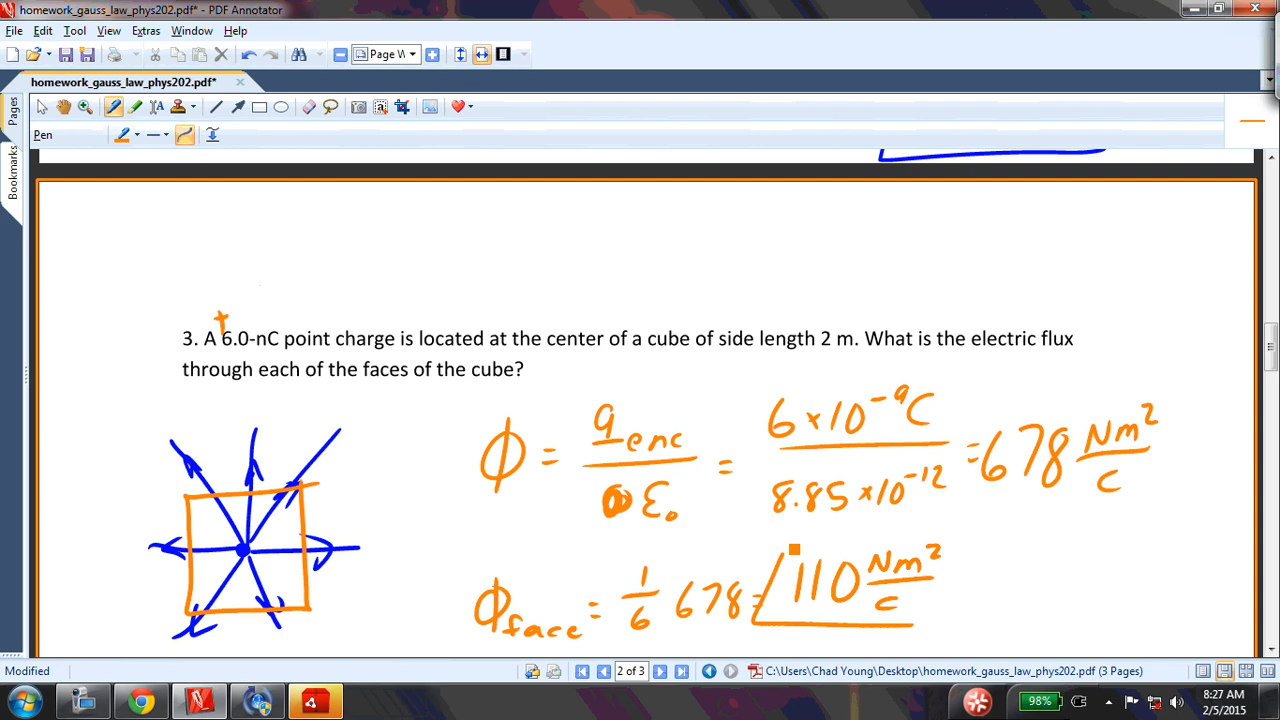 homework_gauss_law_phys202.pdf* - PDF Annotator
File Edit Tool View Extras Window Help
Page W
homework_gauss_law_phys202.pdf*
Pages
Bookmarks
Pen
+
3. A 6.0-nC point charge is located at the center of a cube of side length 2 m. What is the electric flux
through each of the faces of the cube?
ϕ = q enc / ε₀ = 6 × 10⁻⁹ C / 8.85 × 10⁻¹² = 678 Nm² / C
ϕ face = 1/6 678 = 110 Nm² / C
Modified
2 of 3
C:\Users\Chad Young\Desktop\homework_gauss_law_phys202.pdf (3 Pages)
98%
8:27 AM
2/5/2015